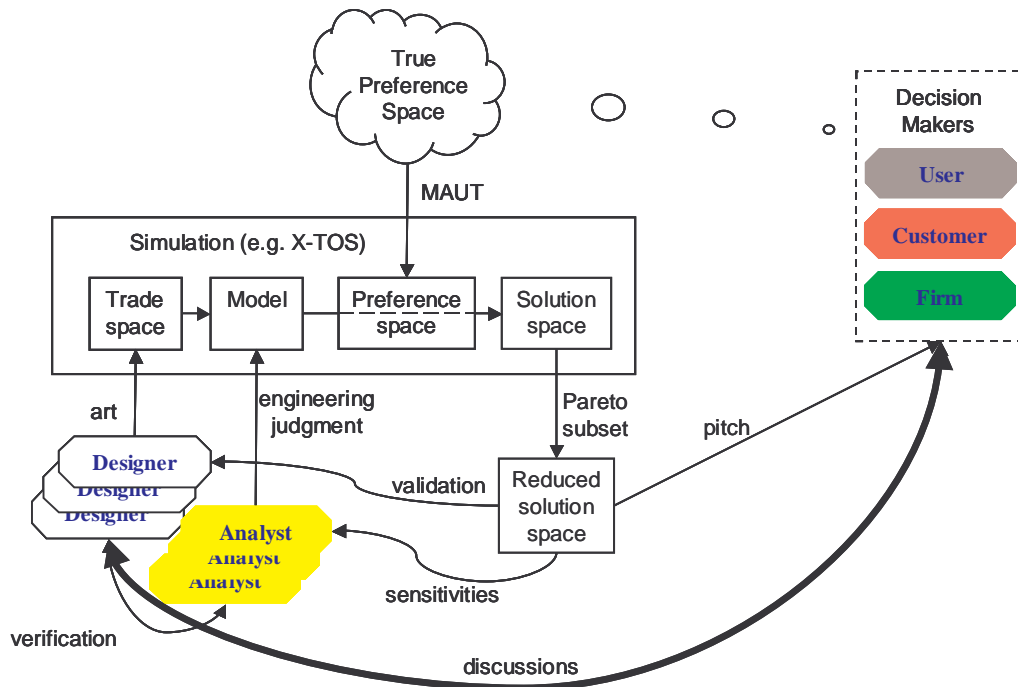 True
Preference
Space
Decision
Makers
User
Customer
Firm
MAUT
Simulation (e.g. X-TOS)
Trade
space
Model
Preference
space
Solution
space
art
engineering
judgment
Pareto
subset
pitch
Designer
Designer
Designer
validation
Reduced
solution
space
Analyst
Analyst
Analyst
sensitivities
verification
discussions